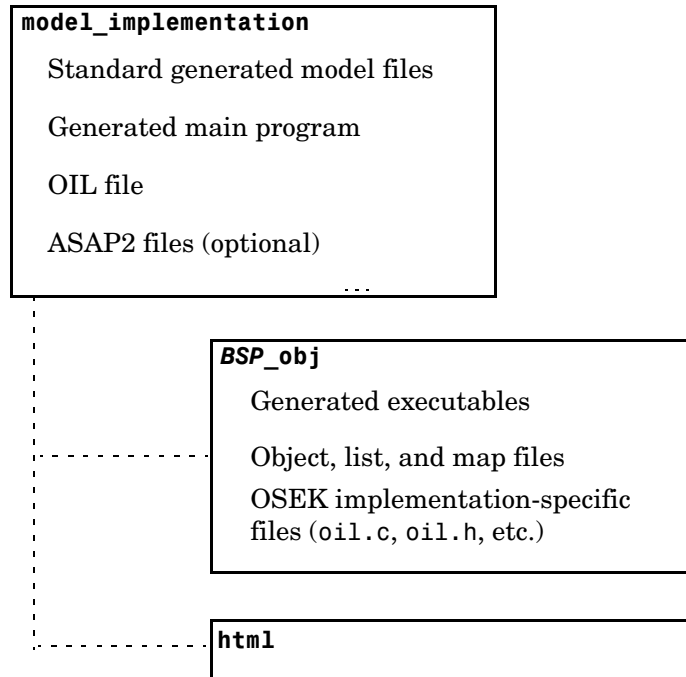 model_implementation
Standard generated model files
Generated main program
OIL file
ASAP2 files (optional)
...
BSP_obj
Generated executables
Object, list, and map files
OSEK implementation-specific
files (oil.c, oil.h, etc.)
html